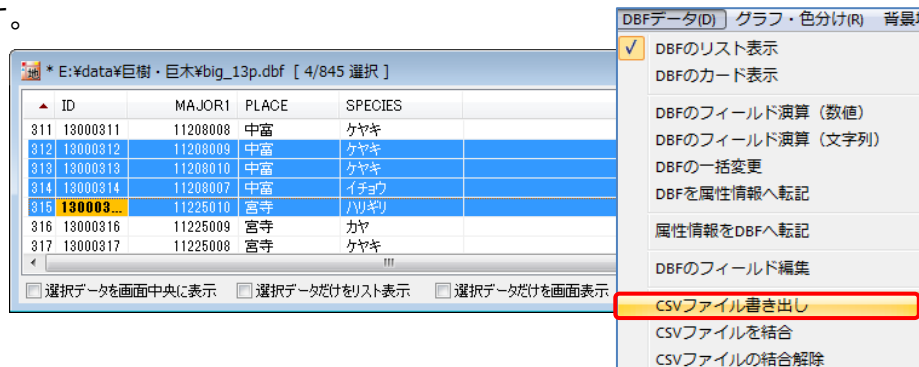 。
* E:¥data¥巨樹・巨木¥big_13p.dbf [ 4/845 選択 ]
ID MAJOR1 PLACE SPECIES
311 13000311 11208008 中富 ケヤキ
312 13000312 11208009 中富 ケヤキ
313 13000313 11208010 中富 ケヤキ
314 13000314 11208007 中富 イチョウ
315 130003... 11225010 宮寺 ハリギリ
316 13000316 11225009 宮寺 カヤ
317 13000317 11225008 宮寺 ケヤキ
選択データを画面中央に表示 選択データだけをリスト表示 選択データだけを画面表示
DBFデータ(D) グラフ・色分け(R) 背景
DBFのリスト表示
DBFのカード表示
DBFのフィールド演算（数値）
DBFのフィールド演算（文字列）
DBFの一括変更
DBFを属性情報へ転記
属性情報をDBFへ転記
DBFのフィールド編集
CSVファイル書き出し
CSVファイルを結合
CSVファイルの結合解除